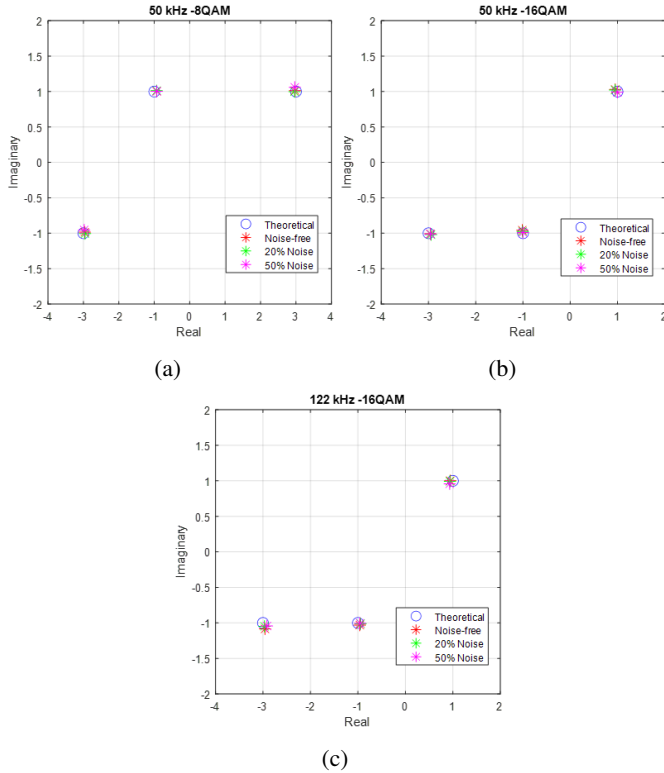 50 kHz -8QAM
2
1.5
1
0.5
0
-0.5
-1
-1.5
-2
Imaginary
-4 -3 -2 -1 0 1 2 3 4
Real
Theoretical
Noise-free
20% Noise
50% Noise
(a)
50 kHz -16QAM
2
1.5
1
0.5
0
-0.5
-1
-1.5
-2
Imaginary
-4 -3 -2 -1 0 1 2
Real
Theoretical
Noise-free
20% Noise
50% Noise
(b)
122 kHz -16QAM
2
1.5
1
0.5
0
-0.5
-1
-1.5
-2
Imaginary
-4 -3 -2 -1 0 1 2
Real
Theoretical
Noise-free
20% Noise
50% Noise
(c)